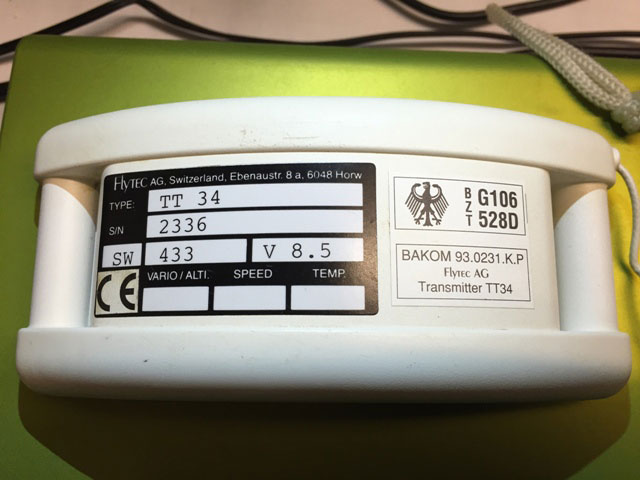 Flytec AG, Switzerland, Ebenaustr. 8 a, 6048 Horw
TYPE: TT 34
S/N 2336
SW 433 V 8.5
VARIO / ALTI. SPEED TEMP.
CE
BZT G106 528D
BAKOM 93.0231.K.P
Flytec AG
Transmitter TT34